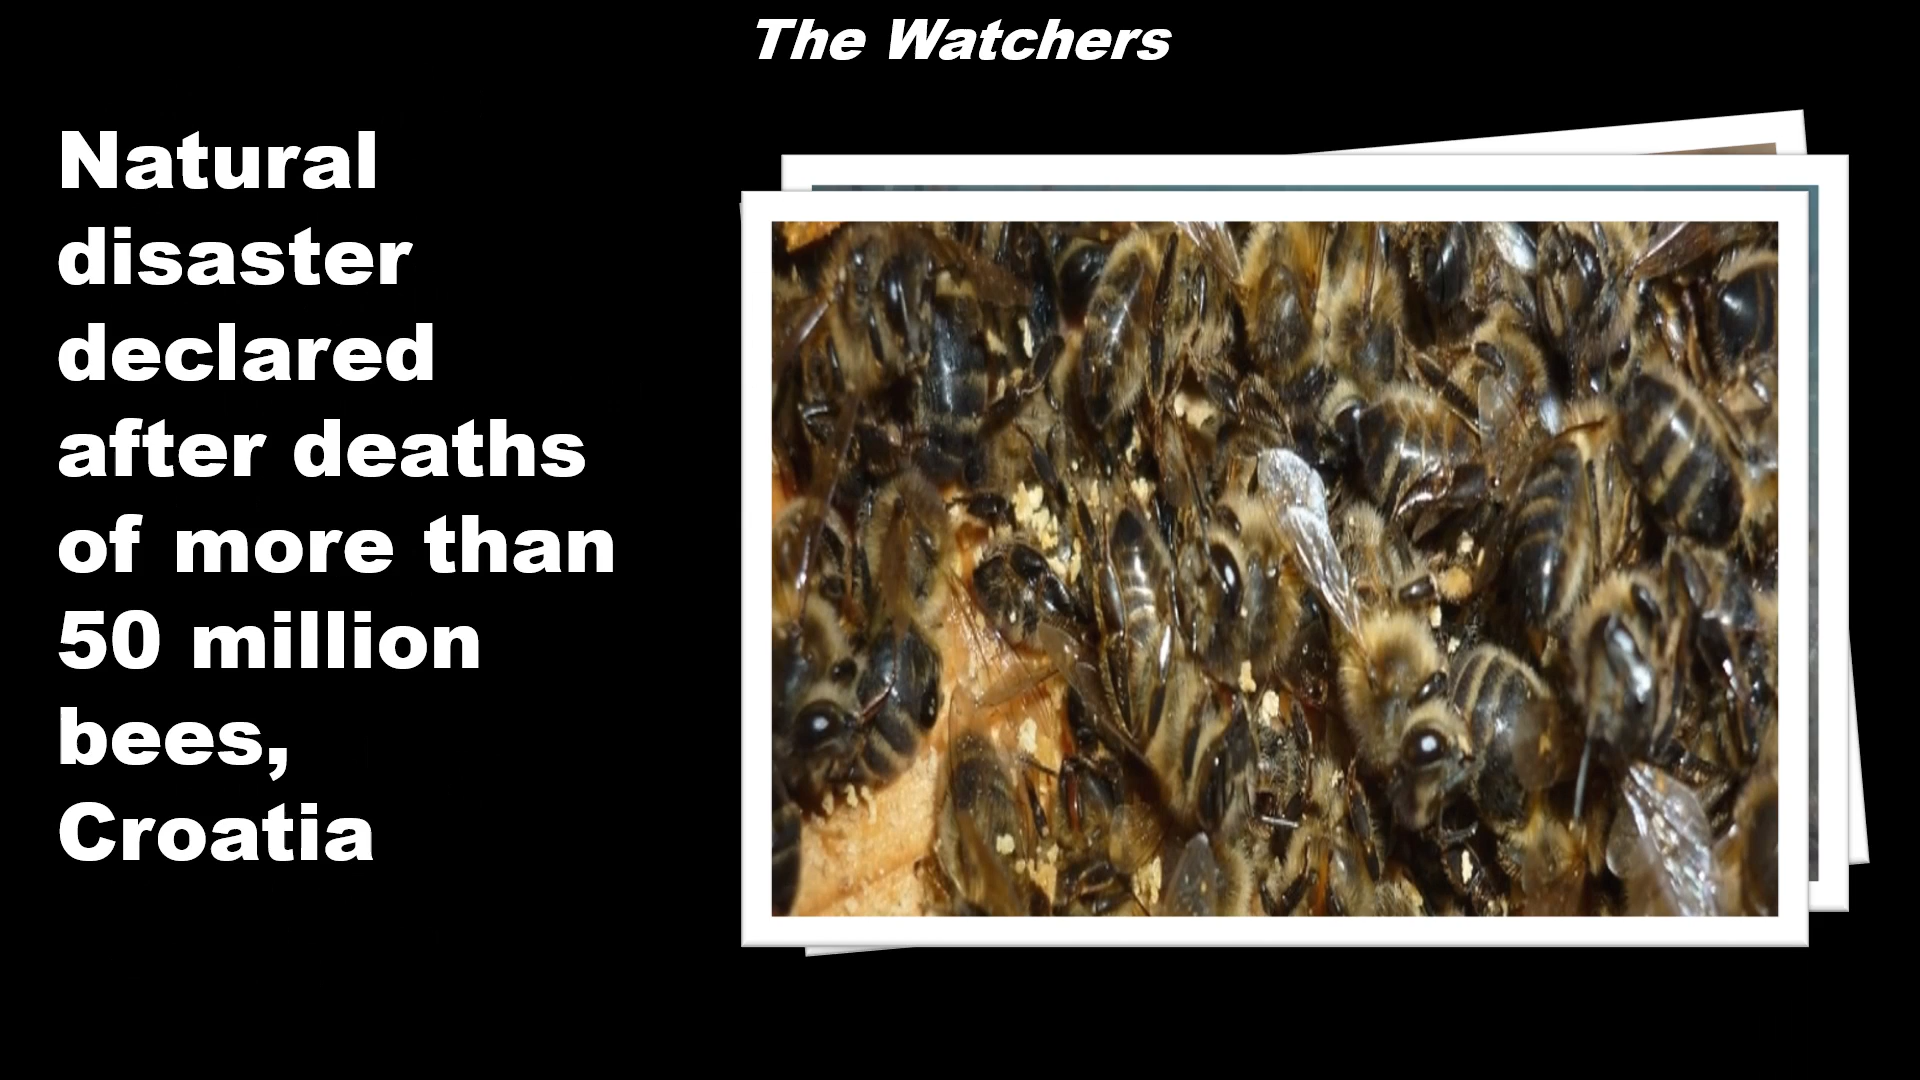 The Watchers
Natural
disaster
declared
after deaths
of more than
50 million
bees,
Croatia